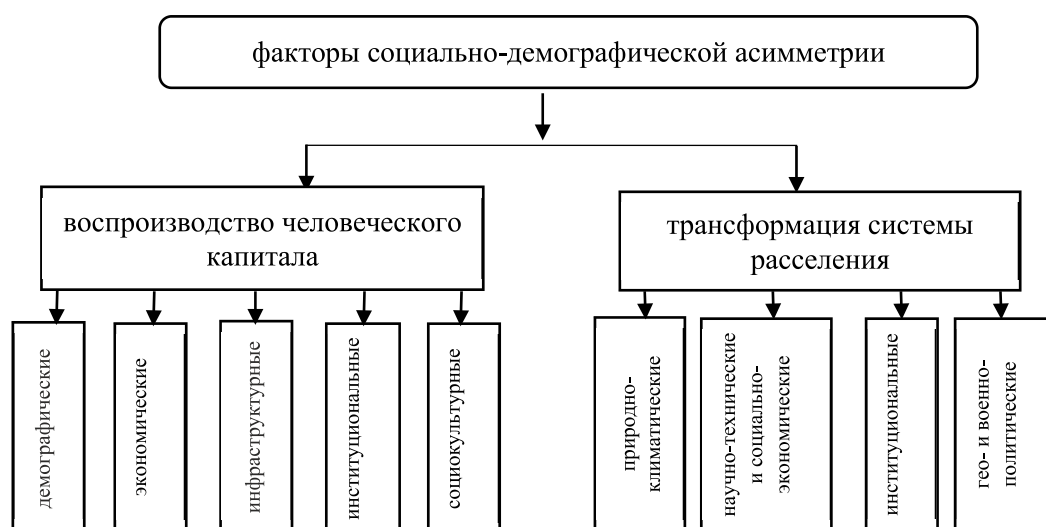 факторы социально-демографической асимметрии
воспроизводство человеческого
капитала
трансформация системы
расселения
демографические
экономические
инфраструктурные
институциональные
социокультурные
природно-
климатические
научно-технические
и социально-
экономические
институциональные
гео- и военно-
политические